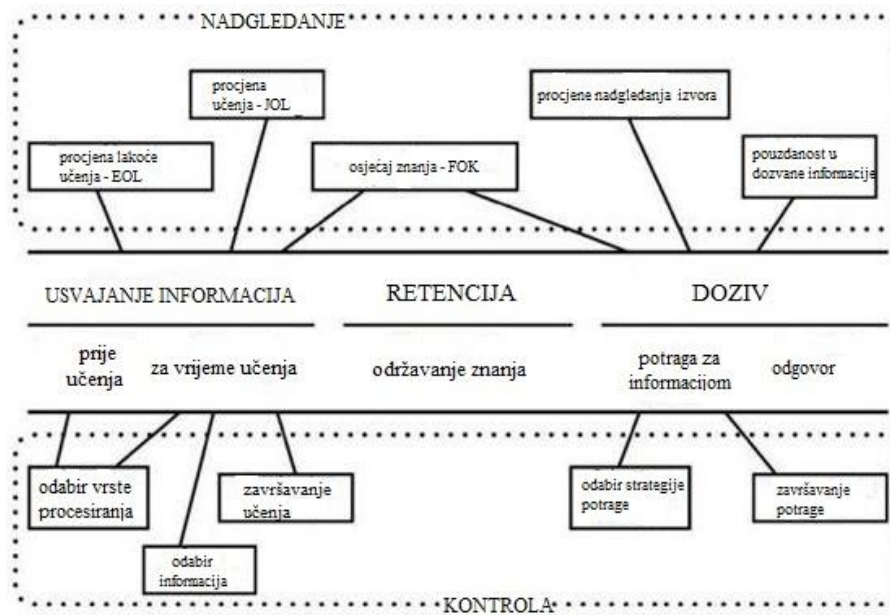 NADGLEDANJE
procjena
učenja - JOL
procjene nadgledanja izvora
procjena lakoće
učenja - EOL
osjećaj znanja - FOK
pouzdanost u
dozvane informacije
USVAJANJE INFORMACIJA
RETENCIJA
DOZIV
prije
učenja
za vrijeme učenja
održavanje znanja
potraga za
informacijom
odgovor
odabir vrste
procesiranja
završavanje
učenja
odabir strategije
potrage
završavanje
potrage
odabir
informacija
KONTROLA